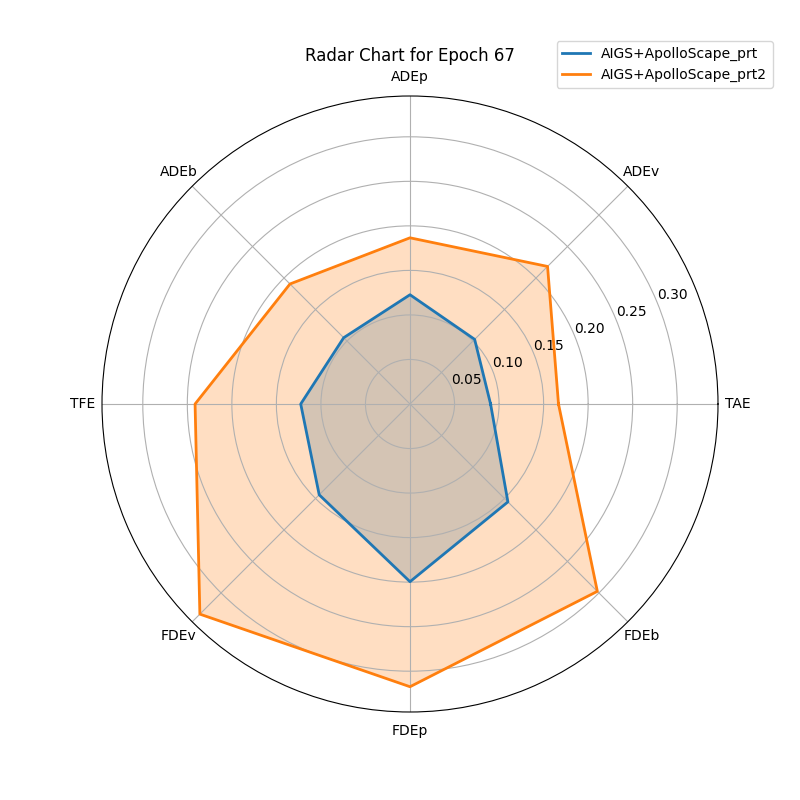 AIGS+ApolloScape_prt
AIGS+ApolloScape_prt2
Radar Chart for Epoch 67
ADEp
ADEb
ADEv
0.30
0.25
0.20
0.15
0.10
0.05
TFE
TAE
FDEv
FDEb
FDEp